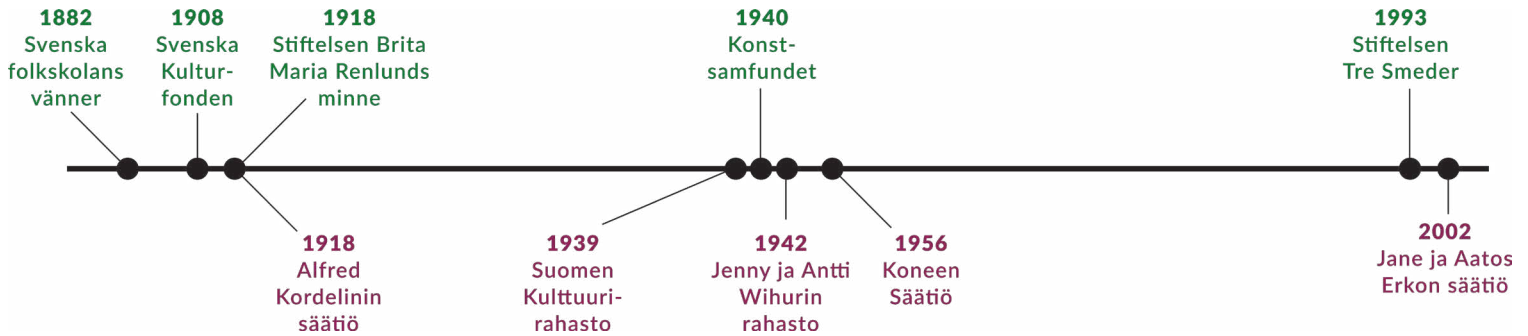 1882
Svenska
folkskolans
vänner
1908
Svenska
Kultur-
fonden
1918
Stiftelsen Brita
Maria Renlunds
minne
1940
Konst-
samfundet
1993
Stiftelsen
Tre Smeder
1918
Alfred
Kordelinin
säätiö
1939
Suomen
Kulttuuri-
rahasto
1942
Jenny ja Antti
Wihurin
rahasto
1956
Koneen
Säätiö
2002
Jane ja Aatos
Erkon säätiö